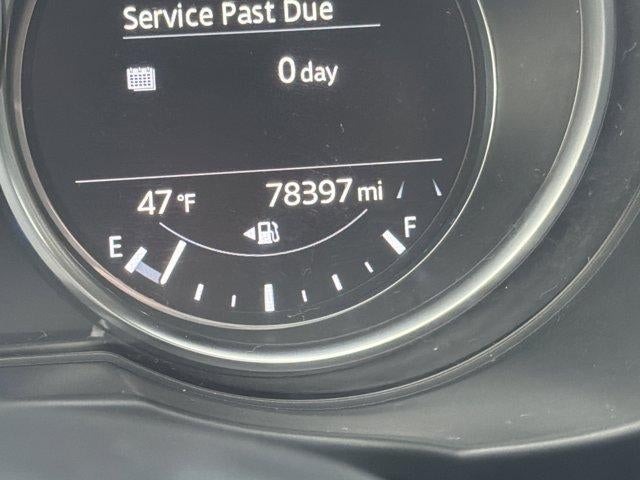 Service Past Due
0 day
47 °F 78397 mi
E F